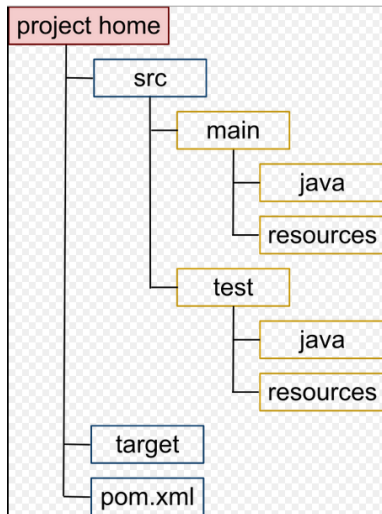 project home
src
main
java
resources
test
java
resources
target
pom.xml